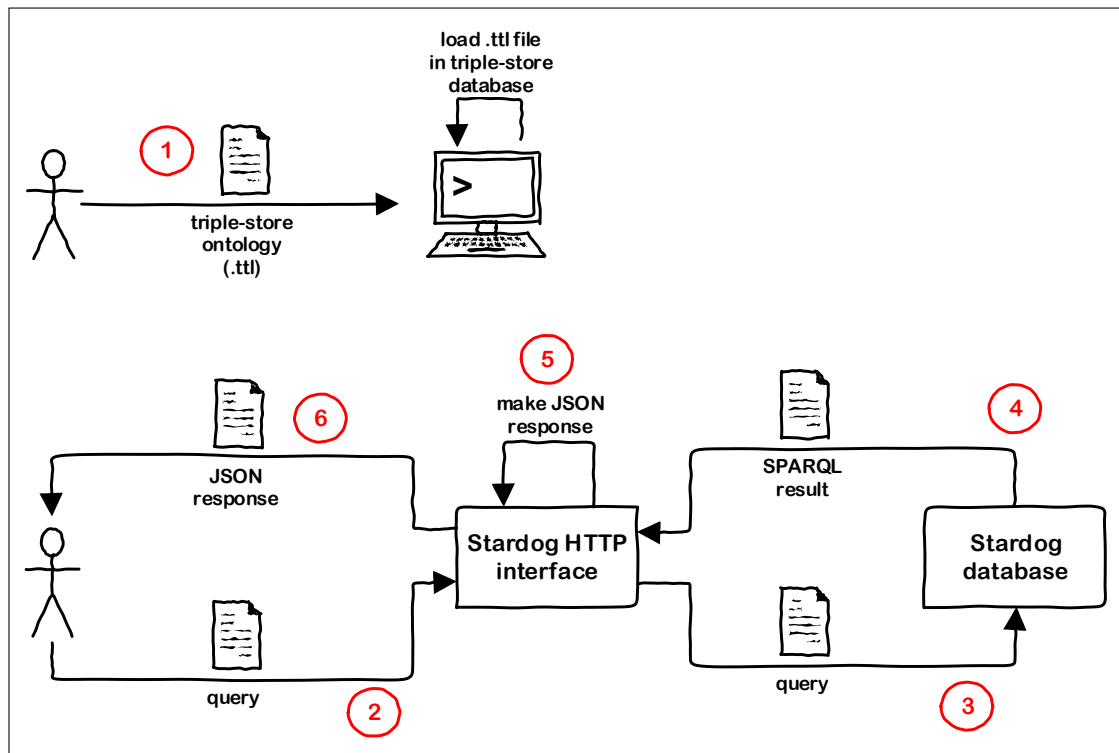 load .ttl file
in triple-store
database
1
>
triple-store
ontology
(.ttl)
5
make JSON
response
6
JSON
response
4
SPARQL
result
Stardog HTTP
interface
Stardog
database
query
2
query
3